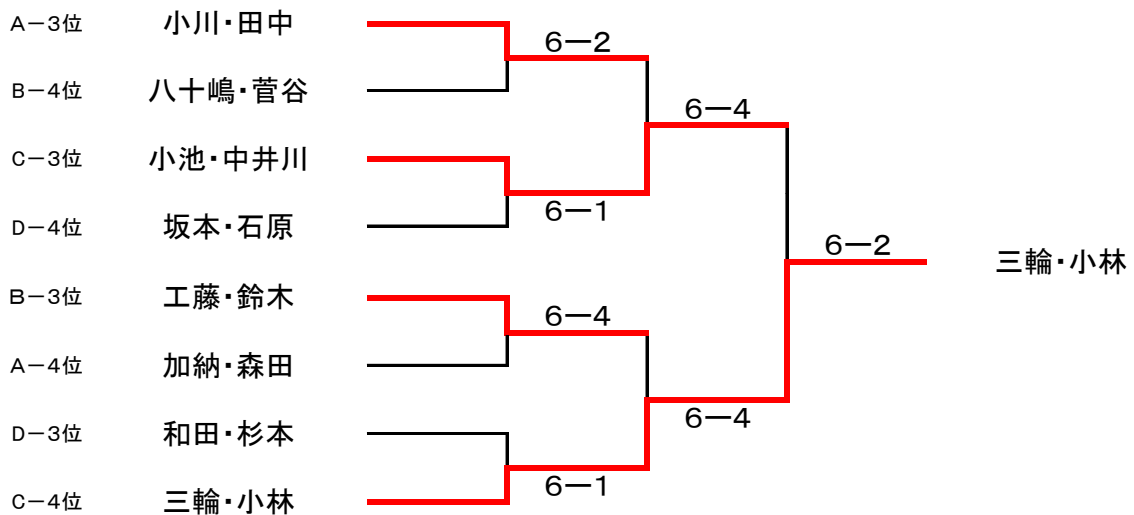 A－3位 小川・田中
6－2
B－4位 八十嶋・菅谷
6－4
C－3位 小池・中井川
6－1
D－4位 坂本・石原
6－2
三輪・小林
B－3位 工藤・鈴木
6－4
A－4位 加納・森田
6－4
D－3位 和田・杉本
6－1
C－4位 三輪・小林